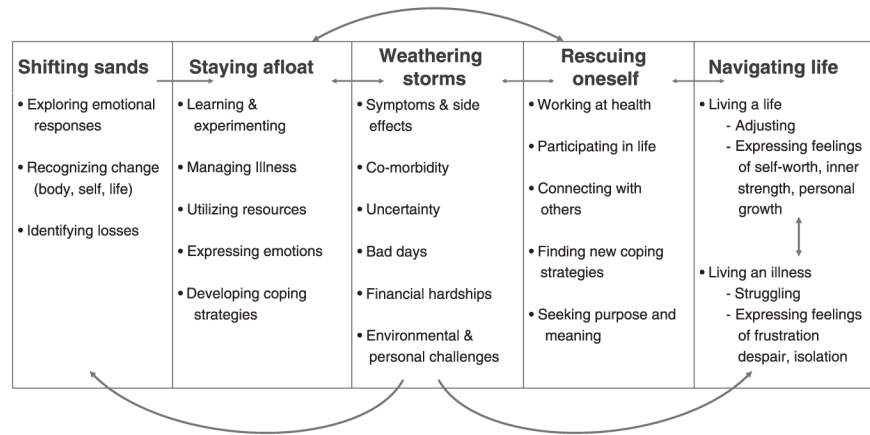 Shifting sands
• Exploring emotional
responses
• Recognizing change
(body, self, life)
• Identifying losses
Staying afloat
• Learning &
experimenting
• Managing Illness
• Utilizing resources
• Expressing emotions
• Developing coping
strategies
Weathering
storms
• Symptoms & side
effects
• Co-morbidity
• Uncertainty
• Bad days
• Financial hardships
• Environmental &
personal challenges
Rescuing
oneself
• Working at health
• Participating in life
• Connecting with
others
• Finding new coping
strategies
• Seeking purpose and
meaning
Navigating life
• Living a life
- Adjusting
- Expressing feelings
of self-worth, inner
strength, personal
growth
• Living an illness
- Struggling
- Expressing feelings
of frustration
despair, isolation